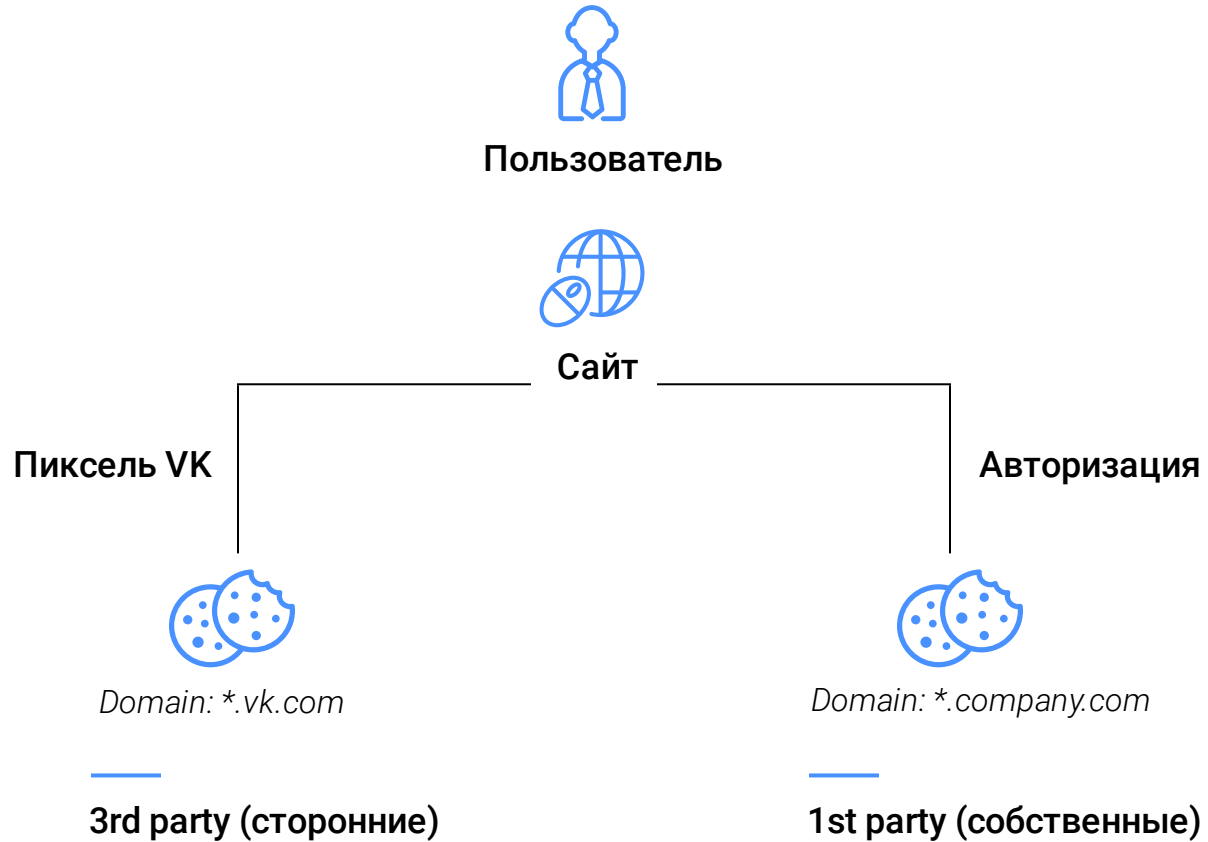 Пользователь
Сайт
Пиксель VK
Авторизация
Domain: *.vk.com
Domain: *.company.com
3rd party (сторонние)
1st party (собственные)